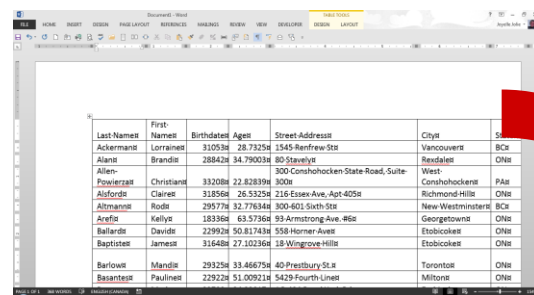 Document1 - Word
TABLE TOOLS
FILE HOME INSERT DESIGN PAGE LAYOUT REFERENCES MAILINGS REVIEW VIEW DEVELOPER DESIGN LAYOUT
Last·Name¤ First·Name¤ Birthdate¤ Age¤ Street·Address¤ City¤
Ackerman¤ Lorraine¤ 31053¤ 28.7325¤ 1545·Renfrew·St¤ Vancouver¤ BC¤
Alan¤ Brandi¤ 28842¤ 34.79003¤ 80·Stavely¤ Rexdale¤ ON¤
Allen-Powierza¤ Christian¤ 33208¤ 22.82839¤ 300·Conshohocken·State·Road,·Suite·300¤ West·Conshohocken¤ PA¤
Alsford¤ Claire¤ 31856¤ 26.5325¤ 216·Essex·Ave,·Apt·405¤ Richmond·Hill¤ ON¤
Altmann¤ Rod¤ 29577¤ 32.77634¤ 300-601·Sixth·St¤ New·Westminster¤ BC¤
Arefi¤ Kelly¤ 18336¤ 63.5736¤ 93·Armstrong·Ave.·#6¤ Georgetown¤ ON¤
Ballard¤ David¤ 22992¤ 50.81743¤ 558·Horner·Ave¤ Etobicoke¤ ON¤
Baptiste¤ James¤ 31648¤ 27.10236¤ 18·Wingrove·Hill¤ Etobicoke¤ ON¤
Barlow¤ Mandi¤ 29325¤ 33.46675¤ 40·Prestbury·St.¤ Toronto¤ ON¤
Basantes¤ Pauline¤ 22922¤ 51.00921¤ 5429·Fourth·Line¤ Milton¤ ON¤
PAGE 1 OF 1 388 WORDS ENGLISH (CANADA)